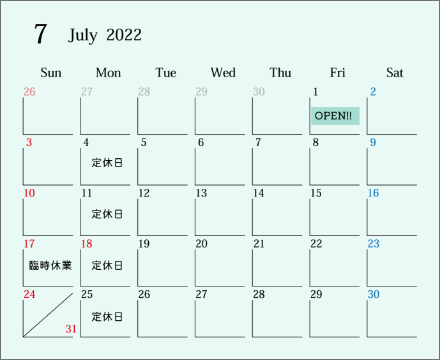 7 July 2022
Sun Mon Tue Wed Thu Fri Sat
26 27 28 29 30 1 2
OPEN!!
3 4 5 6 7 8 9
定休日
10 11 12 13 14 15 16
定休日
17 18 19 20 21 22 23
臨時休業 定休日
24 25 26 27 28 29 30
定休日
31